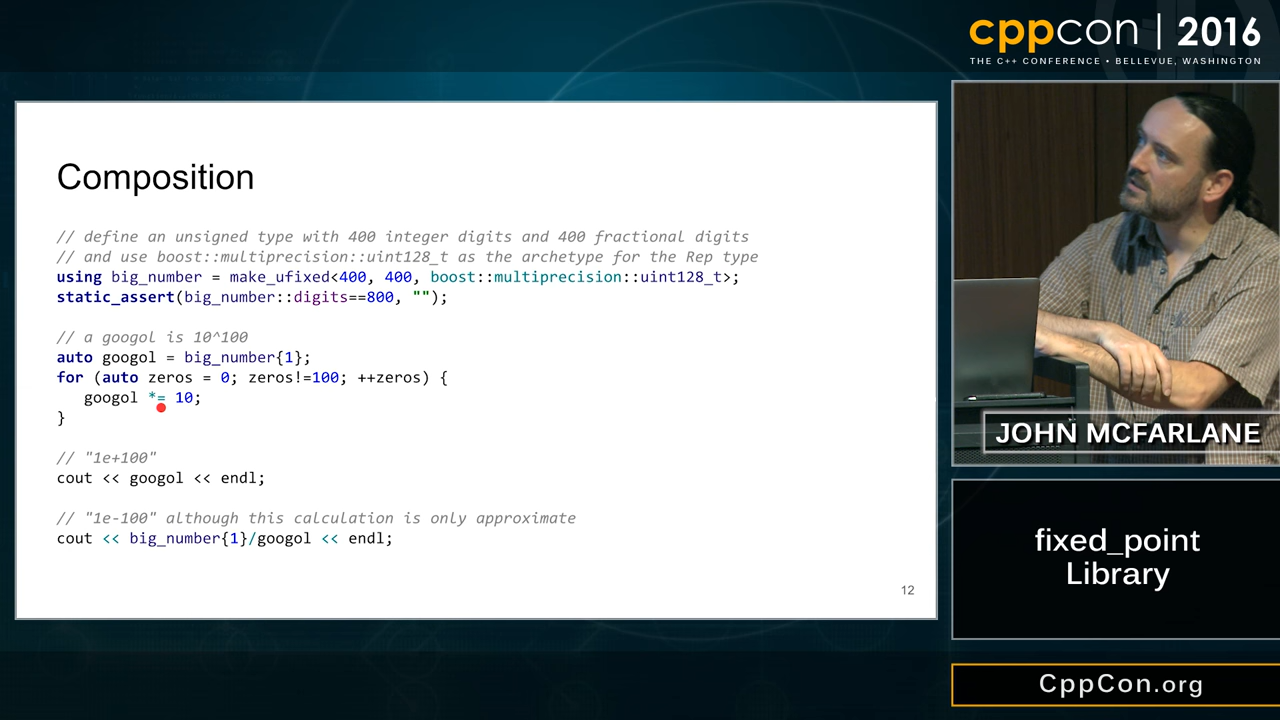 cppcon | 2016
THE C++ CONFERENCE • BELLEVUE, WASHINGTON
Composition
// define an unsigned type with 400 integer digits and 400 fractional digits
// and use boost::multiprecision::uint128_t as the archetype for the Rep type
using big_number = make_ufixed<400, 400, boost::multiprecision::uint128_t>;
static_assert(big_number::digits==800, "");
// a googol is 10^100
auto googol = big_number{1};
for (auto zeros = 0; zeros!=100; ++zeros) {
googol *= 10;
}
// "1e+100"
cout << googol << endl;
// "1e-100" although this calculation is only approximate
cout << big_number{1}/googol << endl;
12
JOHN MCFARLANE
fixed_point
Library
CppCon.org